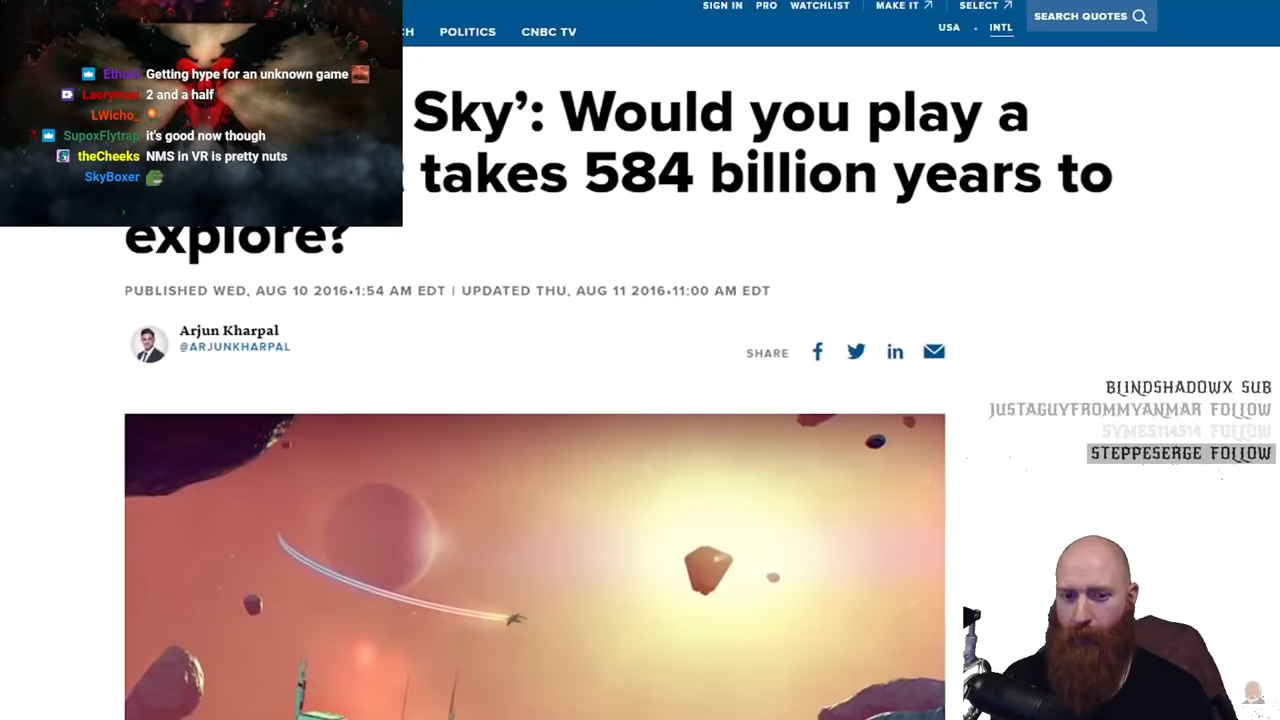 SIGN IN PRO WATCHLIST MAKE IT SELECT
SEARCH QUOTES
USA INTL
POLITICS CNBC TV
Getting hype for an unknown game
2 and a half
LWicho_
SupoxFlytrap it's good now though
theCheeks NMS in VR is pretty nuts
SkyBoxer
Sky’: Would you play a
takes 584 billion years to
explore?
PUBLISHED WED, AUG 10 2016•1:54 AM EDT | UPDATED THU, AUG 11 2016•11:00 AM EDT
Arjun Kharpal
@ARJUNKHARPAL
SHARE
BLINDSHADOWX SUB
JUSTAGUYFROMMYANMAR FOLLOW
FOLLOW
STEPPESERGE FOLLOW